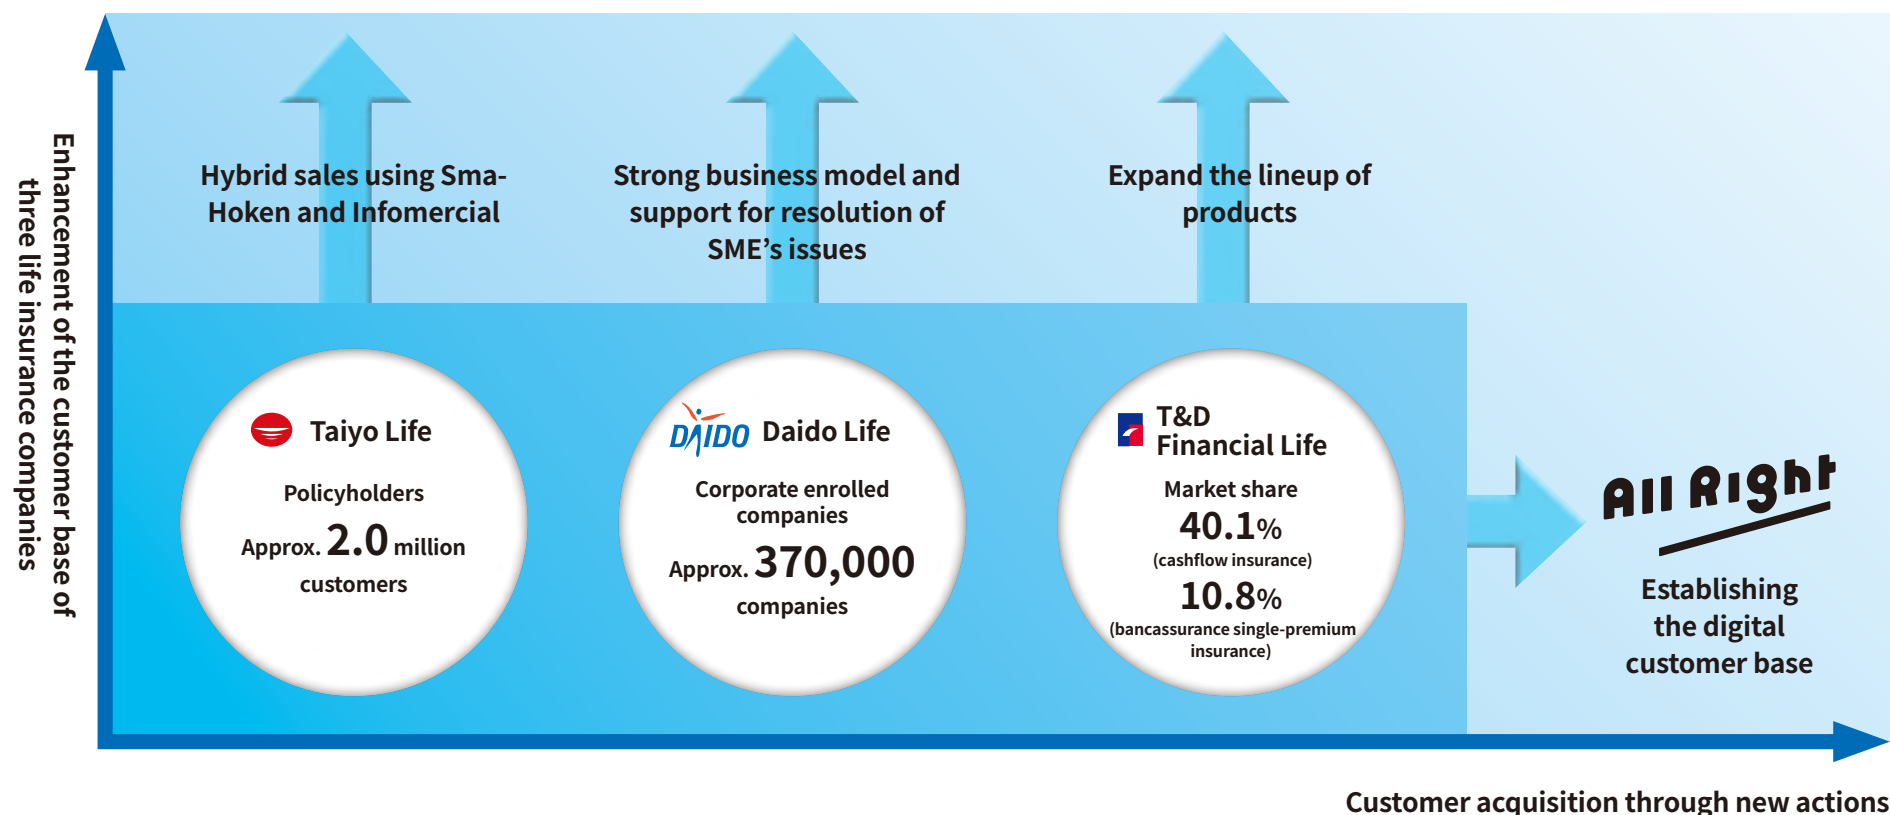 Enhancement of the customer base of
three life insurance companies
Hybrid sales using Sma-
Hoken and Infomercial
Strong business model and
support for resolution of
SME’s issues
Expand the lineup of
products
Taiyo Life
Policyholders
Approx. 2.0 million
customers
DAIDO Daido Life
Corporate enrolled
companies
Approx. 370,000
companies
T&D
Financial Life
Market share
40.1%
(cashflow insurance)
10.8%
(bancassurance single-premium
insurance)
All Right
Establishing
the digital
customer base
Customer acquisition through new actions